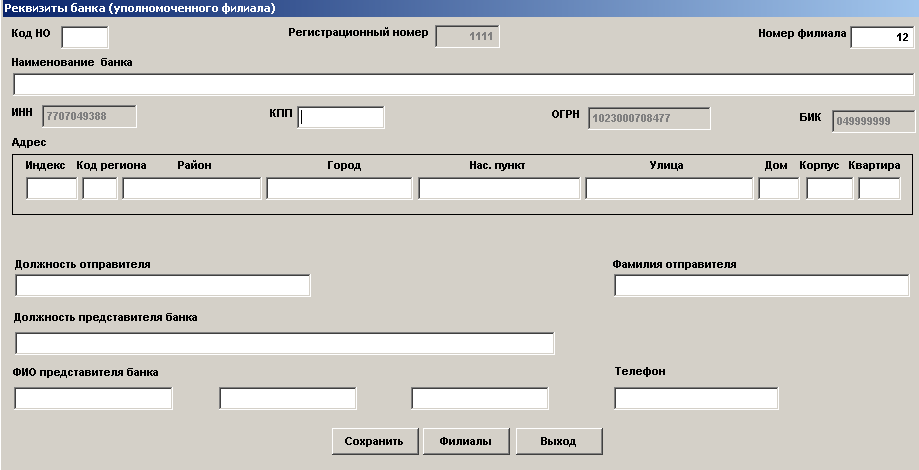 Реквизиты банка (уполномоченного филиала)
Код НО Регистрационный номер 1111 Номер филиала 12
Наименование банка
ИНН 7707049388 КПП ОГРН 1023000708477 БИК 049999999
Адрес
Индекс Код региона Район Город Нас. пункт Улица Дом Корпус Квартира
Должность отправителя Фамилия отправителя
Должность представителя банка
ФИО представителя банка Телефон
Сохранить Филиалы Выход